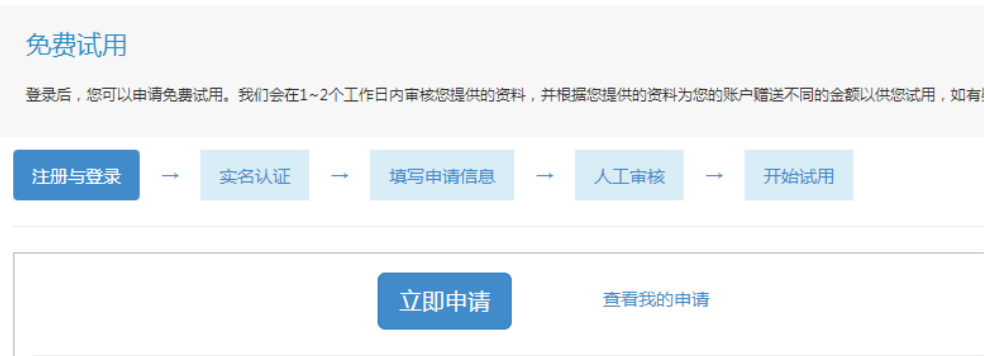 免费试用
登录后，您可以申请免费试用。我们会在1~2个工作日内审核您提供的资料，并根据您提供的资料为您的账户赠送不同的金额以供您试用，如有
注册与登录 → 实名认证 → 填写申请信息 → 人工审核 → 开始试用
立即申请 查看我的申请